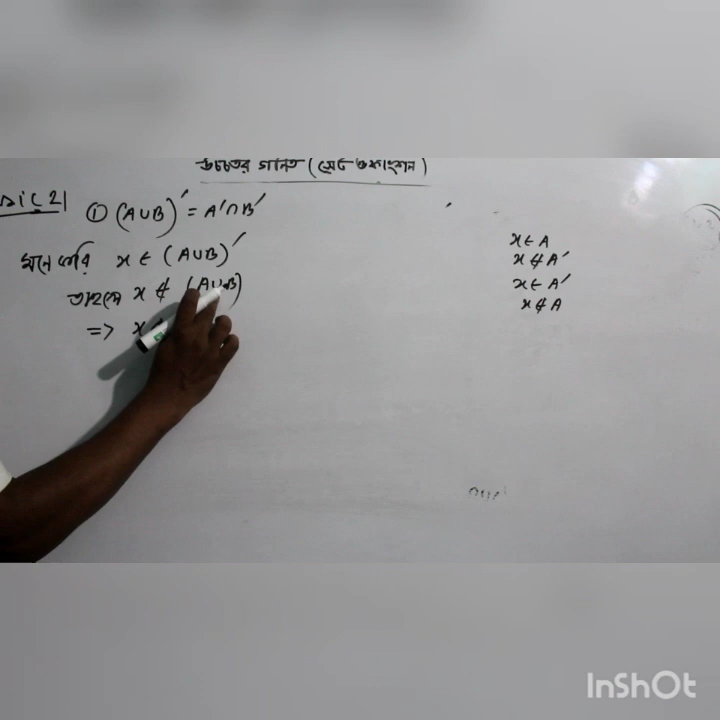 উচ্চতর গণিত (সেট ও ফাংশন)
① (A∪B)′ = A′∩B′
মনে করি x ∈ (A∪B)′
তাহলে x ∉ (A∪B)
=> x
x ∈ A
x ∉ A′
x ∈ A′
x ∉ A
InShOt